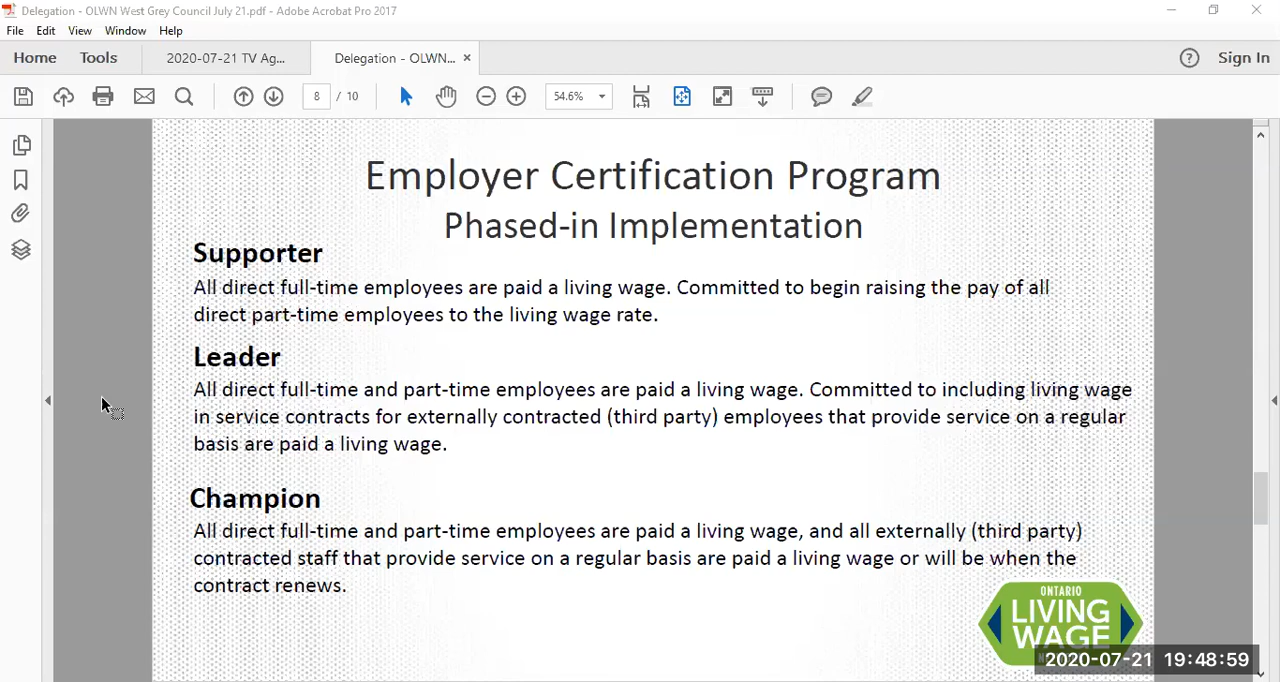 Delegation - OLWN West Grey Council July 21.pdf - Adobe Acrobat Pro 2017
File Edit View Window Help
Home Tools 2020-07-21 TV Ag... Delegation - OLWN... × Sign In
8 / 10 54.6%
Employer Certification Program
Phased-in Implementation
Supporter
All direct full-time employees are paid a living wage. Committed to begin raising the pay of all
direct part-time employees to the living wage rate.
Leader
All direct full-time and part-time employees are paid a living wage. Committed to including living wage
in service contracts for externally contracted (third party) employees that provide service on a regular
basis are paid a living wage.
Champion
All direct full-time and part-time employees are paid a living wage, and all externally (third party)
contracted staff that provide service on a regular basis are paid a living wage or will be when the
contract renews.
ONTARIO
LIVING
WAGE
2020-07-21 19:48:59